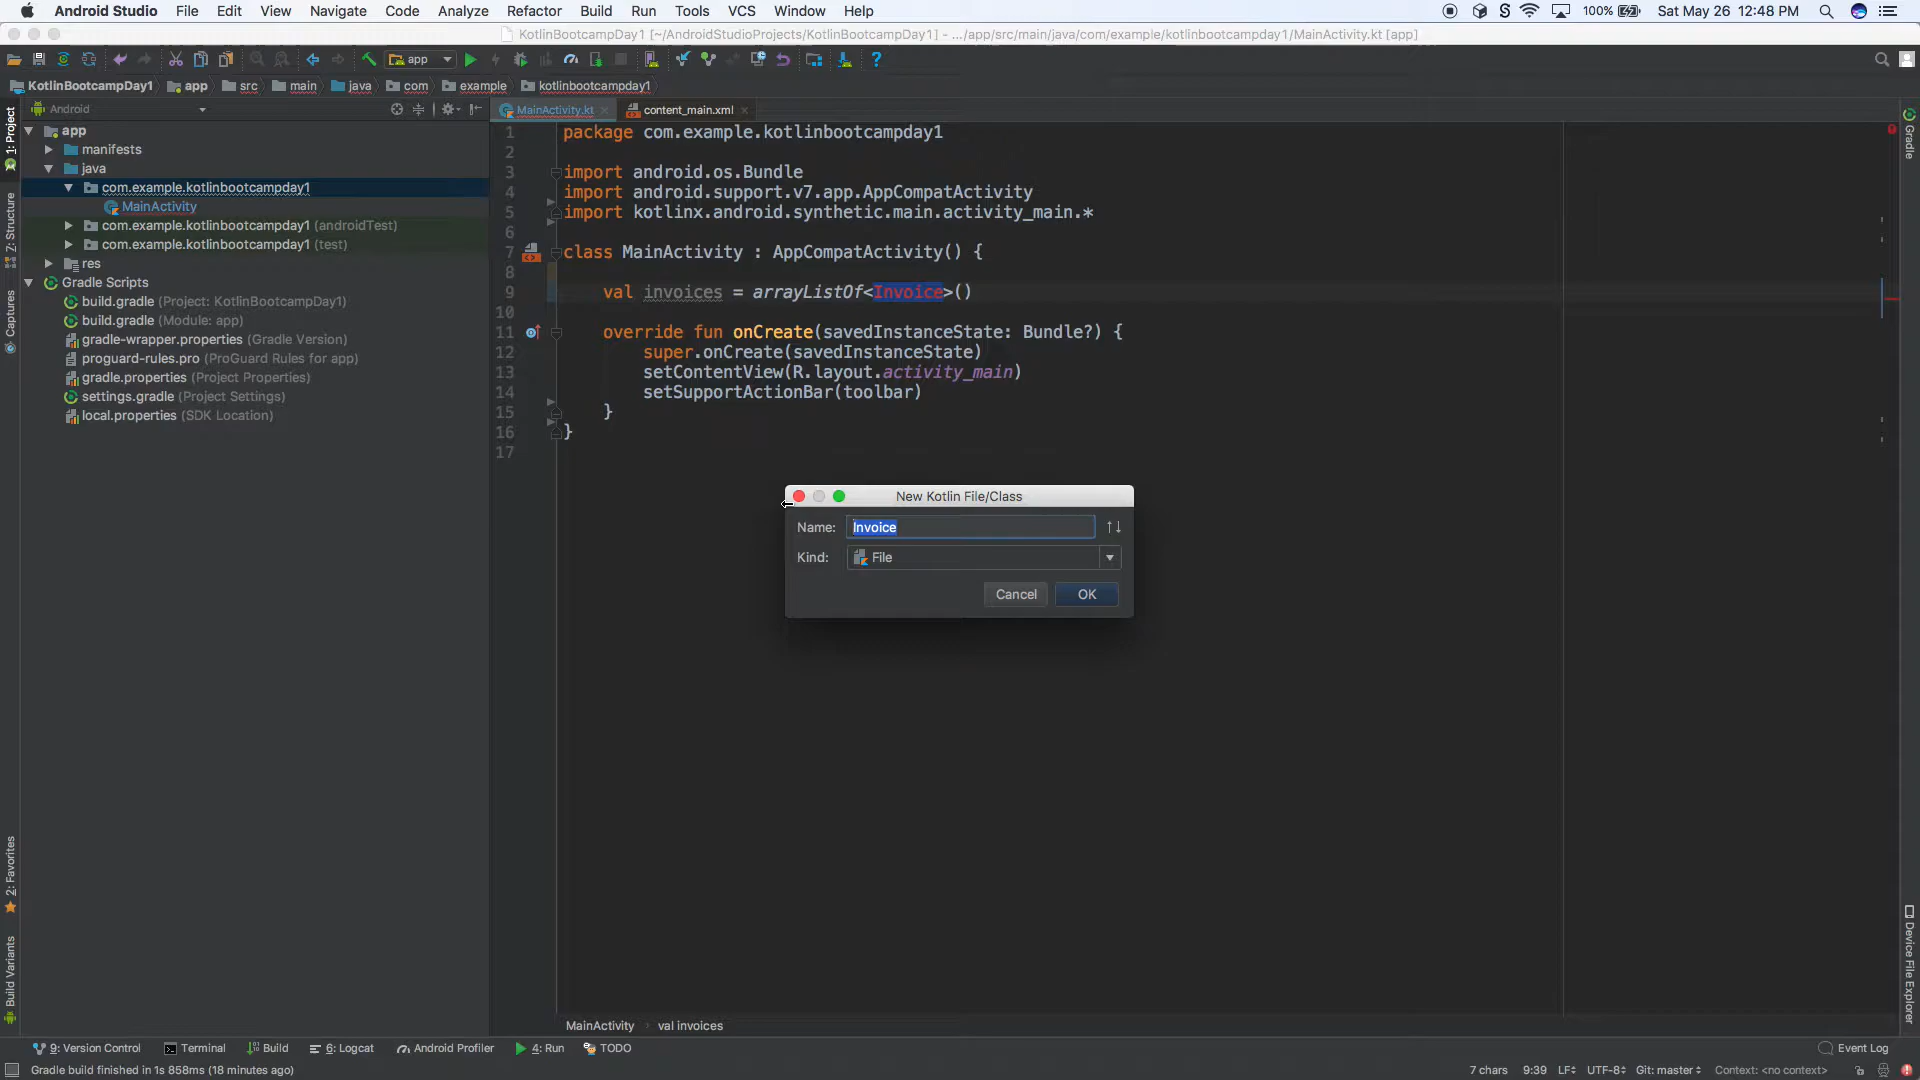 Android Studio File Edit View Navigate Code Analyze Refactor Build Run Tools VCS Window Help 100% Sat May 26 12:48 PM
KotlinBootcampDay1 [~/AndroidStudioProjects/KotlinBootcampDay1] - .../app/src/main/java/com/example/kotlinbootcampday1/MainActivity.kt [app]
app
KotlinBootcampDay1 app src main java com example kotlinbootcampday1
Android
MainActivity.kt content_main.xml
1: Project
Z: Structure
Captures
2: Favorites
Build Variants
app
manifests
java
com.example.kotlinbootcampday1
MainActivity
com.example.kotlinbootcampday1 (androidTest)
com.example.kotlinbootcampday1 (test)
res
Gradle Scripts
build.gradle (Project: KotlinBootcampDay1)
build.gradle (Module: app)
gradle-wrapper.properties (Gradle Version)
proguard-rules.pro (ProGuard Rules for app)
gradle.properties (Project Properties)
settings.gradle (Project Settings)
local.properties (SDK Location)
1 package com.example.kotlinbootcampday1
2
3 import android.os.Bundle
4 import android.support.v7.app.AppCompatActivity
5 import kotlinx.android.synthetic.main.activity_main.*
6
7 class MainActivity : AppCompatActivity() {
8
9 val invoices = arrayListOf<Invoice>()
10
11 override fun onCreate(savedInstanceState: Bundle?) {
12 super.onCreate(savedInstanceState)
13 setContentView(R.layout.activity_main)
14 setSupportActionBar(toolbar)
15 }
16 }
17
New Kotlin File/Class
Name: Invoice
Kind: File
Cancel OK
Gradle
Device File Explorer
MainActivity › val invoices
9: Version Control Terminal Build 6: Logcat Android Profiler 4: Run TODO Event Log
Gradle build finished in 1s 858ms (18 minutes ago) 7 chars 9:39 LF÷ UTF-8÷ Git: master÷ Context: <no context>